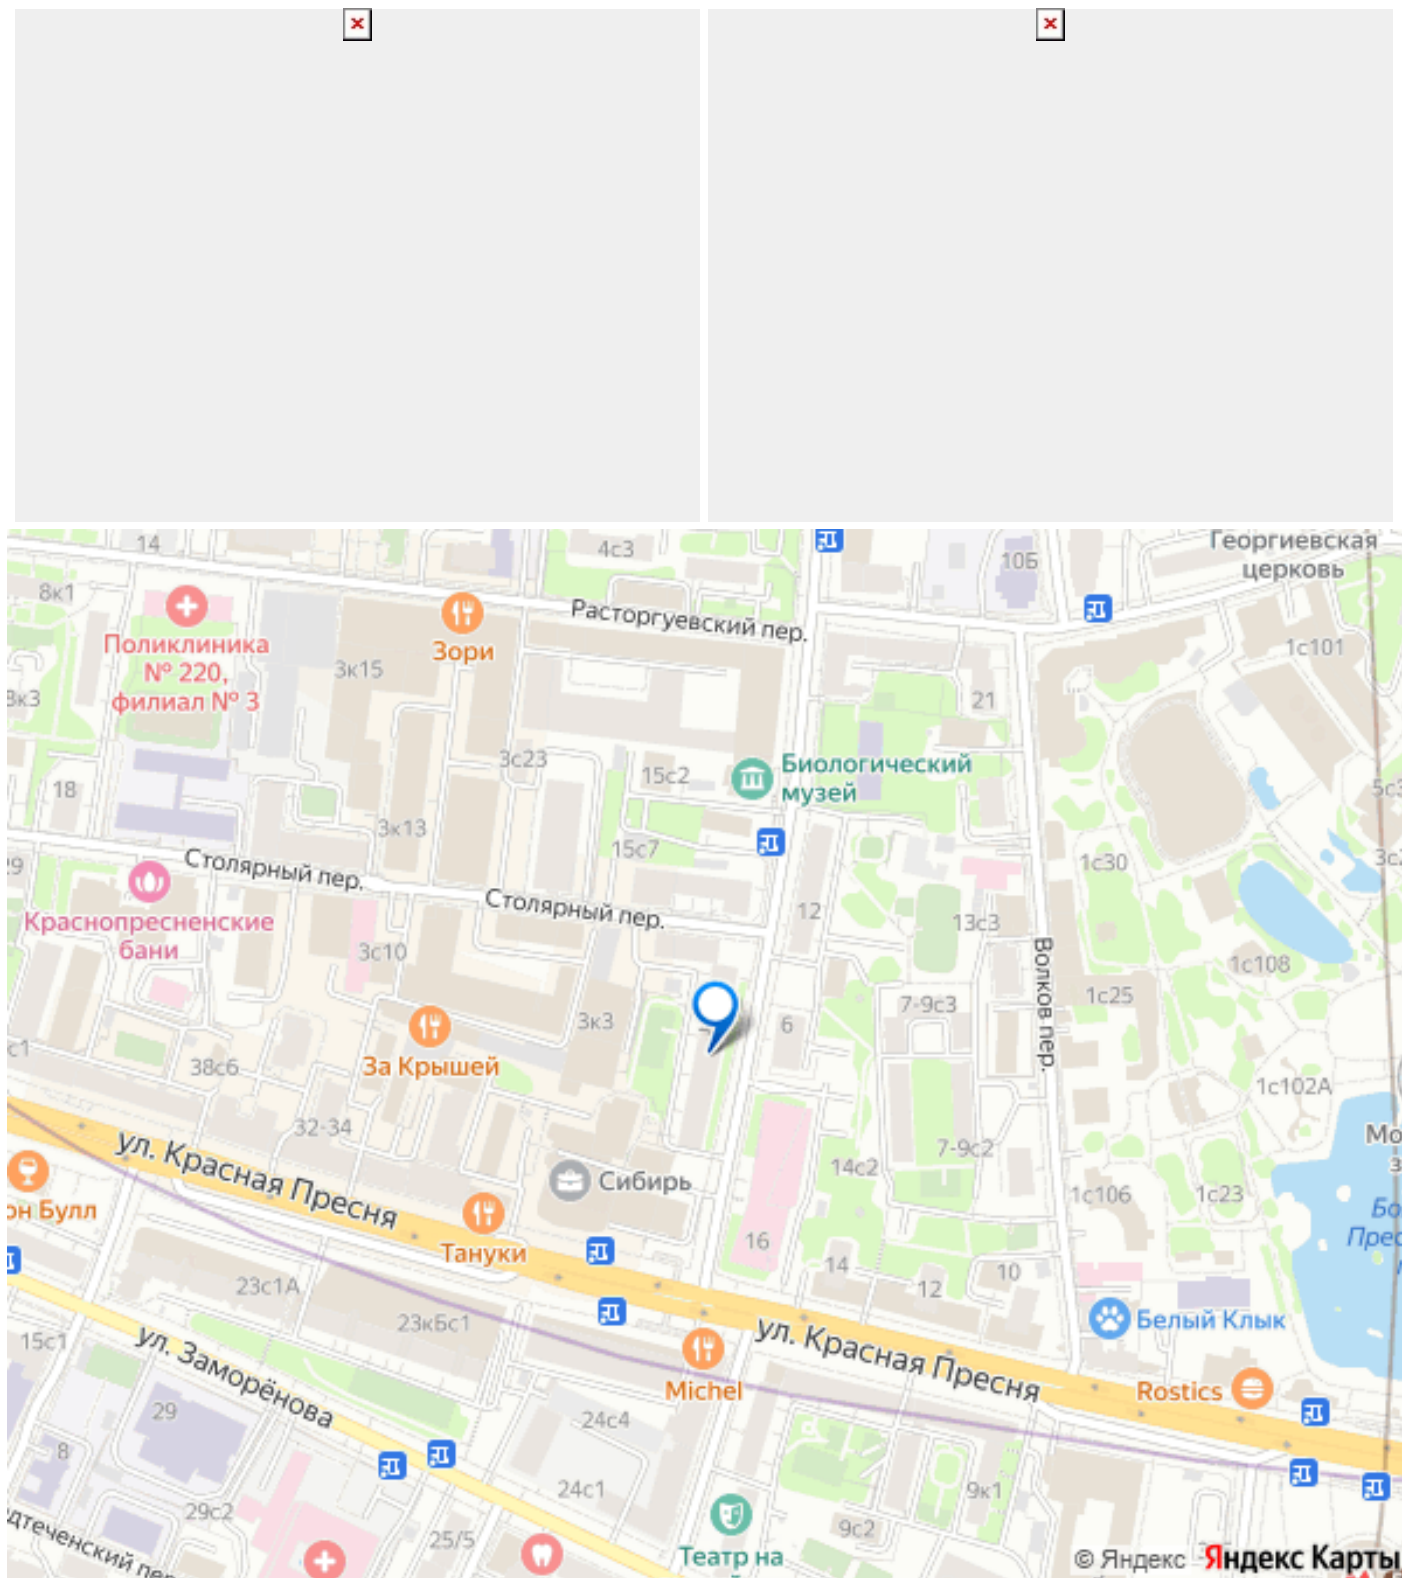 14
4с3
10Б
Георгиевская
церковь
8к1
Расторгуевский пер.
Поликлиника
№ 220,
филиал № 3
Зори
3к15
1с101
21
3с23
15с2
Биологический
музей
18
3к13
15с7
1с30
Столярный пер.
Столярный пер.
12
13с3
Краснопресненские
бани
3с10
Волков пер.
1с108
1с25
7-9с3
3к3
6
За Крышей
38с6
1с102А
32-34
ул. Красная Пресня
7-9с2
14с2
Сибирь
1с106
1с23
Тануки
16
14
12
10
23с1А
23кБс1
Белый Клык
15с1
ул. Заморёнова
ул. Красная Пресня
Michel
Rostics
29
24с4
8
24с1
9к1
29с2
25/5
9с2
Театр на
© Яндекс Яндекс Карты